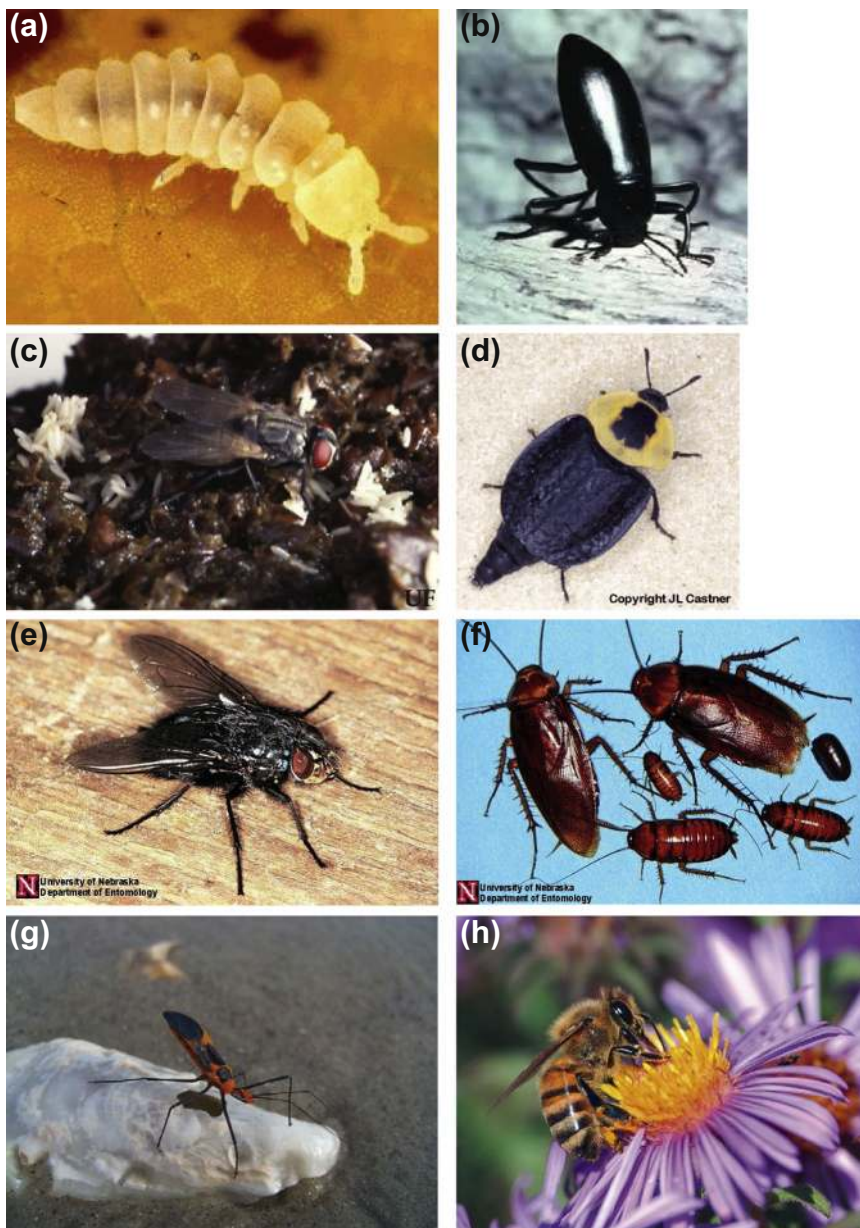 (a)
(b)
(c)
UF
(d)
Copyright JL Castner
(e)
N University of Nebraska
Department of Entomology
(f)
N University of Nebraska
Department of Entomology
(g)
(h)